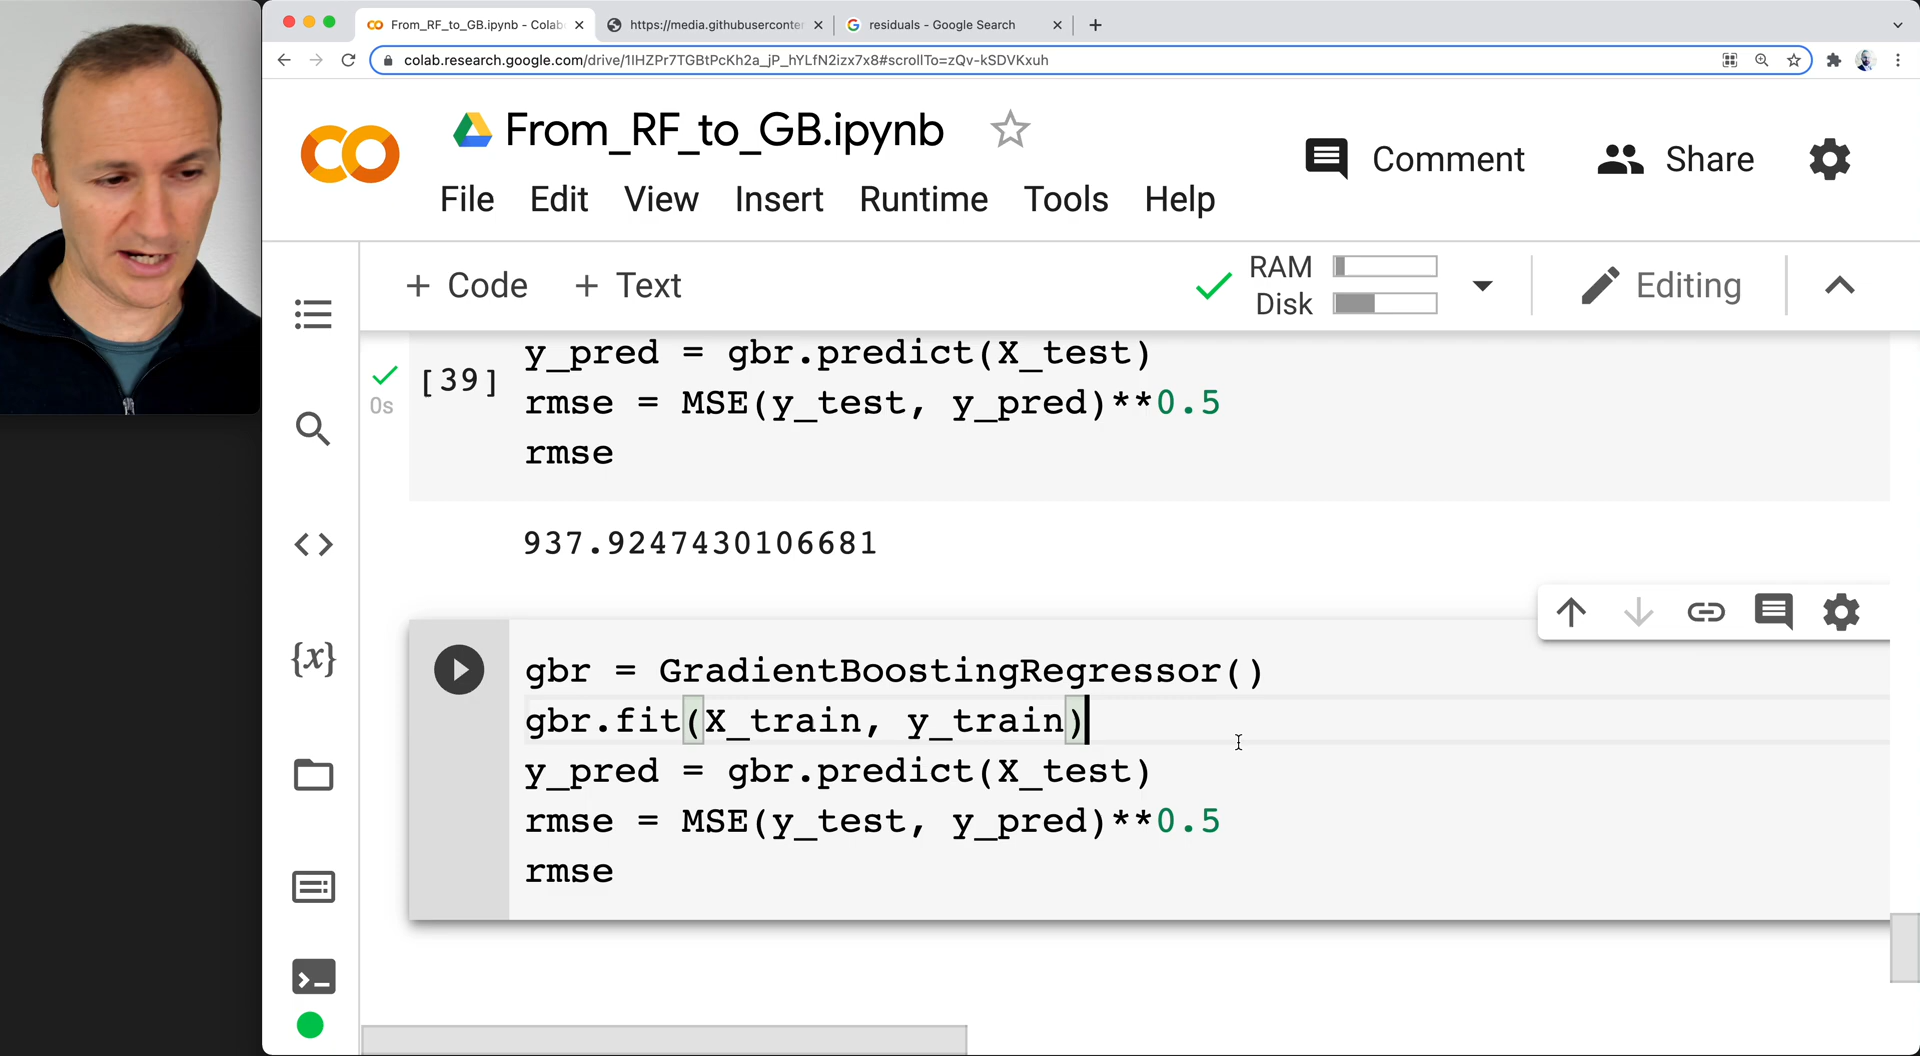 From_RF_to_GB.ipynb - Colab
https://media.githubusercontent
residuals - Google Search
colab.research.google.com/drive/1IHZPr7TGBtPcKh2a_jP_hYLfN2izx7x8#scrollTo=zQv-kSDVKxuh
From_RF_to_GB.ipynb
Comment
Share
File Edit View Insert Runtime Tools Help
+ Code + Text
RAM
Disk
Editing
y_pred = gbr.predict(X_test)
[39]
0s
rmse = MSE(y_test, y_pred)**0.5
rmse
937.9247430106681
gbr = GradientBoostingRegressor()
gbr.fit(X_train, y_train)
y_pred = gbr.predict(X_test)
rmse = MSE(y_test, y_pred)**0.5
rmse